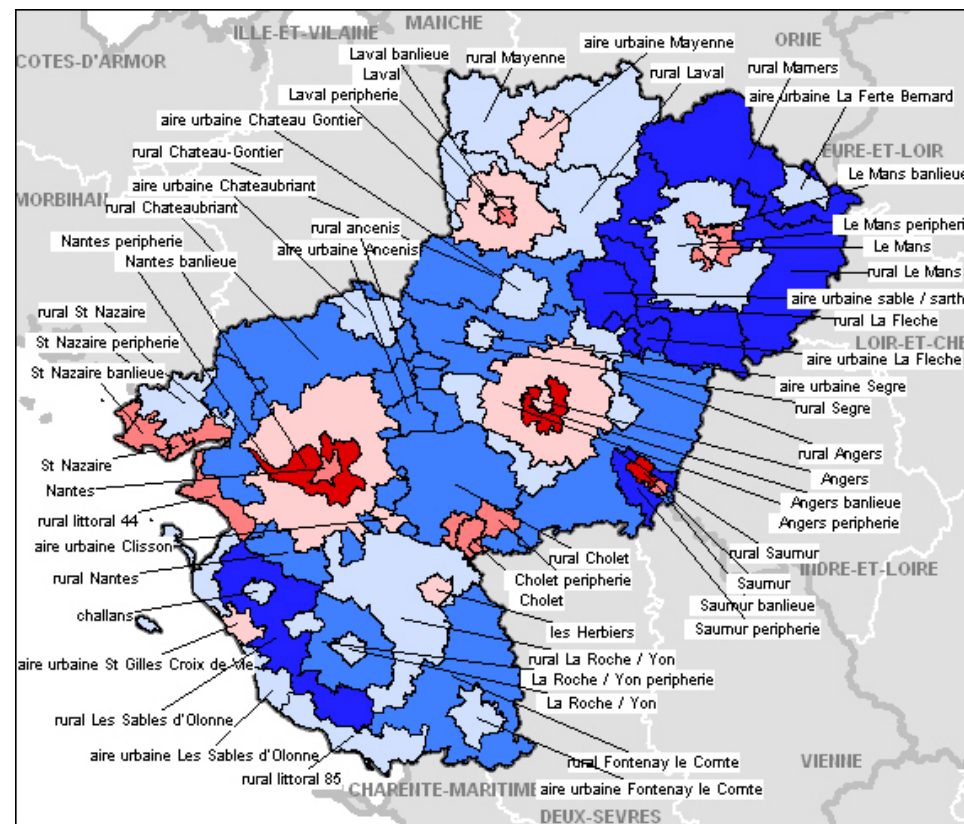 MANCHE
ILLE-ET-VILAINE
ORNE
COTES-D'ARMOR
Laval banlieue
aire urbaine Mayenne
Laval
rural Mayenne
rural Mamers
Laval peripherie
rural Laval
aire urbaine La Ferte Bernard
aire urbaine Chateau Gontier
rural Chateau-Gontier
EURE-ET-LOIR
Le Mans banlieue
aire urbaine Chateaubriant
MORBIHAN
rural Chateaubriant
rural ancenis
Le Mans peripherie
Nantes peripherie
aire urbaine Ancenis
Le Mans
Nantes banlieue
rural Le Mans
aire urbaine sable / sarth
rural St Nazaire
rural La Fleche
St Nazaire peripherie
LOIR-ET-CHE
aire urbaine La Fleche
St Nazaire banlieue
aire urbaine Segre
rural Segre
rural Angers
St Nazaire
Angers
Nantes
Angers banlieue
rural littoral 44
Angers peripherie
aire urbaine Clisson
rural Saumur
rural Cholet
INDRE-ET-LOIRE
rural Nantes
Cholet peripherie
Saumur
Cholet
Saumur banlieue
challans
les Herbiers
Saumur peripherie
aire urbaine St Gilles Croix de Vie
rural La Roche / Yon
La Roche / Yon peripherie
La Roche / Yon
rural Les Sables d'Olonne
aire urbaine Les Sables d'Olonne
rural Fontenay le Comte
VIENNE
rural littoral 85
CHARENTE-MARITIME
aire urbaine Fontenay le Comte
DEUX-SEVRES